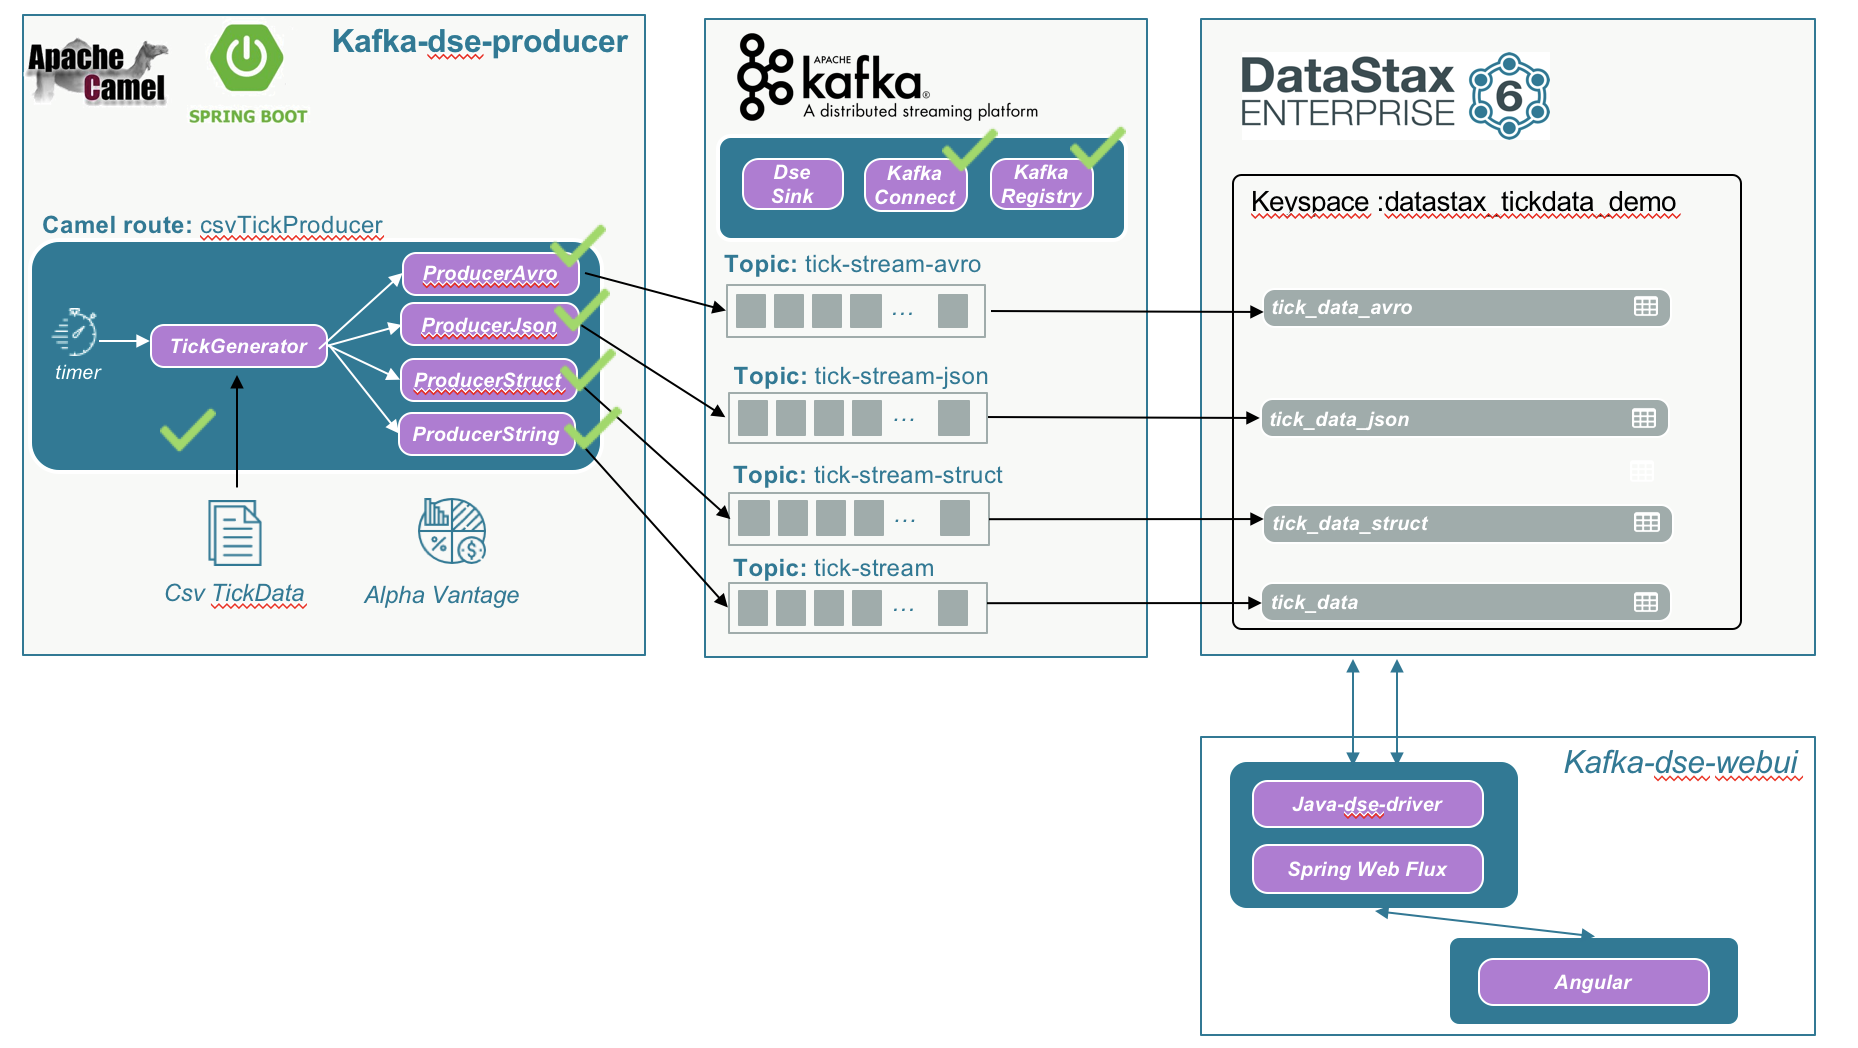 Apache
Camel
SPRING BOOT
Kafka-dse-producer
Camel route: csvTickProducer
timer
TickGenerator
ProducerAvro
ProducerJson
ProducerStruct
ProducerString
Csv TickData
%
$
Alpha Vantage
APACHE
kafka®
A distributed streaming platform
Dse
Sink
Kafka
Connect
Kafka
Registry
Topic: tick-stream-avro
...
Topic: tick-stream-json
...
Topic: tick-stream-struct
...
Topic: tick-stream
...
DataStax
ENTERPRISE
6
Keyspace :datastax_tickdata_demo
tick_data_avro
tick_data_json
tick_data_struct
tick_data
Kafka-dse-webui
Java-dse-driver
Spring Web Flux
Angular